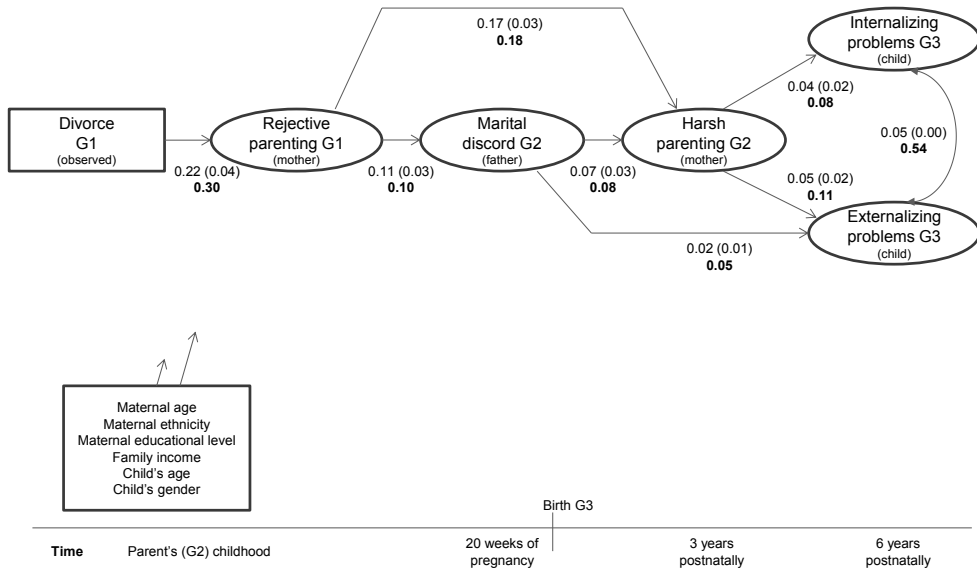 0.17 (0.03)
0.18
Internalizing
problems G3
(child)
0.04 (0.02)
0.08
Divorce
G1
(observed)
Rejective
parenting G1
(mother)
Marital
discord G2
(father)
Harsh
parenting G2
(mother)
0.05 (0.00)
0.54
0.22 (0.04)
0.30
0.11 (0.03)
0.10
0.07 (0.03)
0.08
0.05 (0.02)
0.11
Externalizing
problems G3
(child)
0.02 (0.01)
0.05
Maternal age
Maternal ethnicity
Maternal educational level
Family income
Child's age
Child's gender
Birth G3
Time
Parent's (G2) childhood
20 weeks of
pregnancy
3 years
postnatally
6 years
postnatally